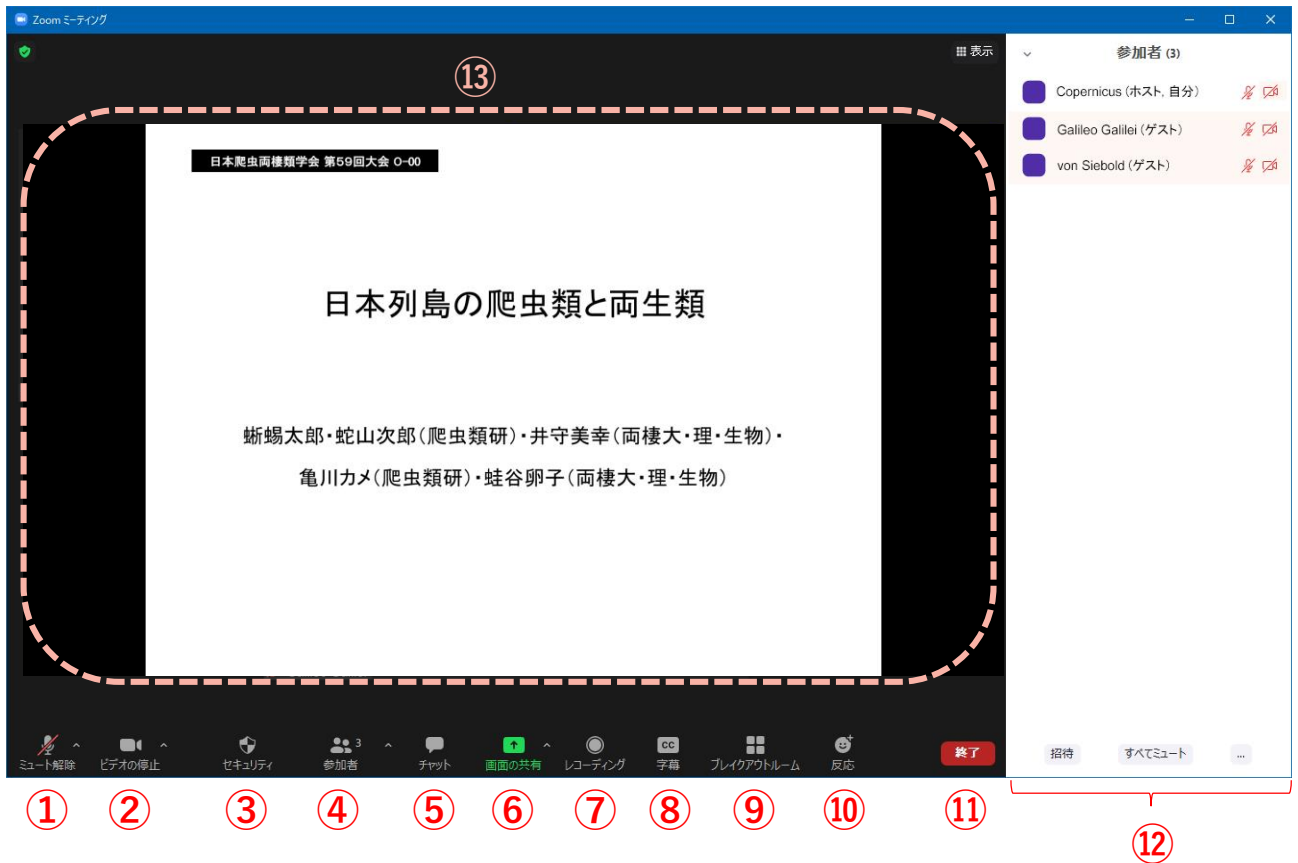 Zoom ミーティング
表示
⑬
日本爬虫両棲類学会 第59回大会 O-00
日本列島の爬虫類と両生類
蜥蜴太郎・蛇山次郎（爬虫類研）・井守美幸（両棲大・理・生物）・
亀川カメ（爬虫類研）・蛙谷卵子（両棲大・理・生物）
参加者 (3)
Copernicus (ホスト, 自分)
Galileo Galilei (ゲスト)
von Siebold (ゲスト)
ミュート解除 ビデオの停止 セキュリティ 参加者 3 チャット 画面の共有 レコーディング CC 字幕 ブレイクアウトルーム 反応 終了
招待 すべてミュート ...
① ② ③ ④ ⑤ ⑥ ⑦ ⑧ ⑨ ⑩ ⑪
⑫